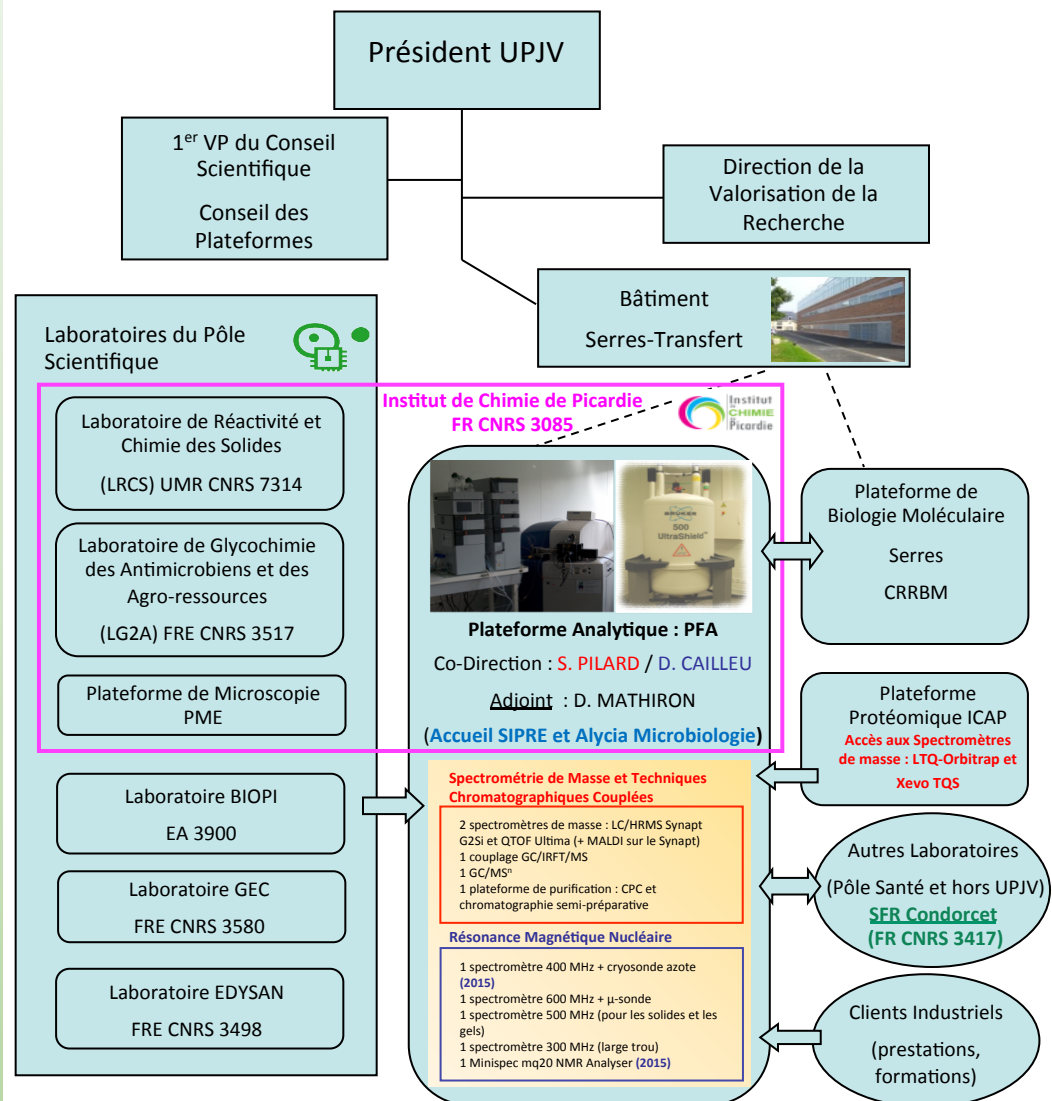 Président UPJV
1er VP du Conseil
Scientifique
Conseil des
Plateformes
Direction de la
Valorisation de la
Recherche
Bâtiment
Serres-Transfert
Laboratoires du Pôle
Scientifique
Institut de Chimie de Picardie
FR CNRS 3085
Institut
CHIMIE
Picardie
Laboratoire de Réactivité et
Chimie des Solides
(LRCS) UMR CNRS 7314
Laboratoire de Glycochimie
des Antimicrobiens et des
Agro-ressources
(LG2A) FRE CNRS 3517
Plateforme de Microscopie
PME
Laboratoire BIOPI
EA 3900
Laboratoire GEC
FRE CNRS 3580
Laboratoire EDYSAN
FRE CNRS 3498
BRUKER
500
UltraShield™
Plateforme Analytique : PFA
Co-Direction : S. PILARD / D. CAILLEU
Adjoint : D. MATHIRON
(Accueil SIPRE et Alycia Microbiologie)
Spectrométrie de Masse et Techniques
Chromatographiques Couplées
2 spectromètres de masse : LC/HRMS Synapt
G2Si et QTOF Ultima (+ MALDI sur le Synapt)
1 couplage GC/IRFT/MS
1 GC/MSⁿ
1 plateforme de purification : CPC et
chromatographie semi-préparative
Résonance Magnétique Nucléaire
1 spectromètre 400 MHz + cryosonde azote
(2015)
1 spectromètre 600 MHz + µ-sonde
1 spectromètre 500 MHz (pour les solides et les
gels)
1 spectromètre 300 MHz (large trou)
1 Minispec mq20 NMR Analyser (2015)
Plateforme de
Biologie Moléculaire
Serres
CRRBM
Plateforme
Protéomique ICAP
Accès aux Spectromètres
de masse : LTQ-Orbitrap et
Xevo TQS
Autres Laboratoires
(Pôle Santé et hors UPJV)
SFR Condorcet
(FR CNRS 3417)
Clients Industriels
(prestations,
formations)